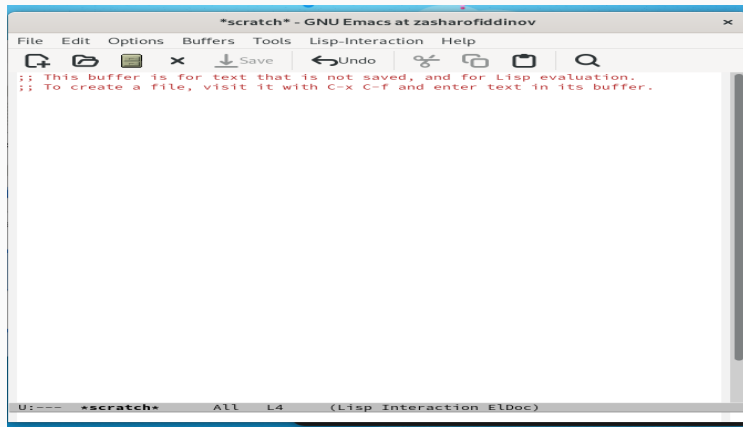 *scratch* - GNU Emacs at zasharofiddinov
File Edit Options Buffers Tools Lisp-Interaction Help
Save Undo
;; This buffer is for text that is not saved, and for Lisp evaluation.
;; To create a file, visit it with C-x C-f and enter text in its buffer.
U:--- *scratch* All L4 (Lisp Interaction ElDoc)